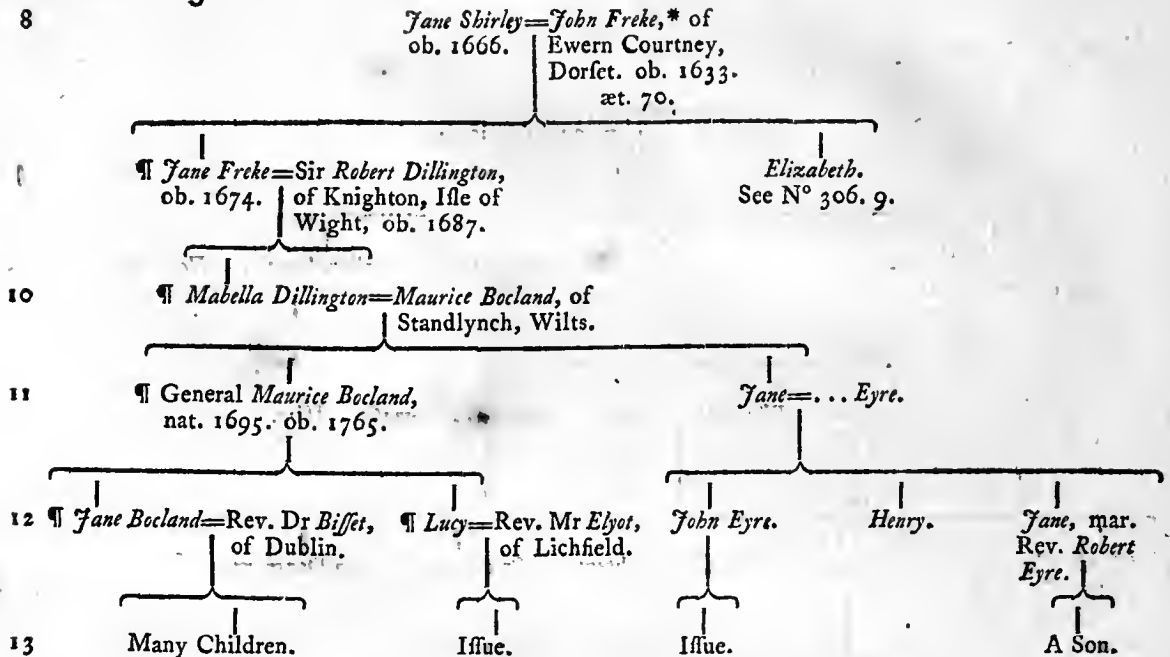 8 Jane Shirley=John Freke,* of
ob. 1666. Ewern Courtney,
Dorſet. ob. 1633.
æt. 70.
¶ Jane Freke=Sir Robert Dillington,
ob. 1674. of Knighton, Iſle of
Wight, ob. 1687.
Elizabeth.
See N° 306. 9.
10 ¶ Mabella Dillington=Maurice Bocland, of
Standlynch, Wilts.
11 ¶ General Maurice Bocland,
nat. 1695. ob. 1765.
Jane=... Eyre.
12 ¶ Jane Bocland=Rev. Dr Biſſet,
of Dublin.
¶ Lucy=Rev. Mr Elyot,
of Lichfield.
John Eyre.
Henry.
Jane, mar.
Rev. Robert
Eyre.
13 Many Children. Iſſue. Iſſue. A Son.